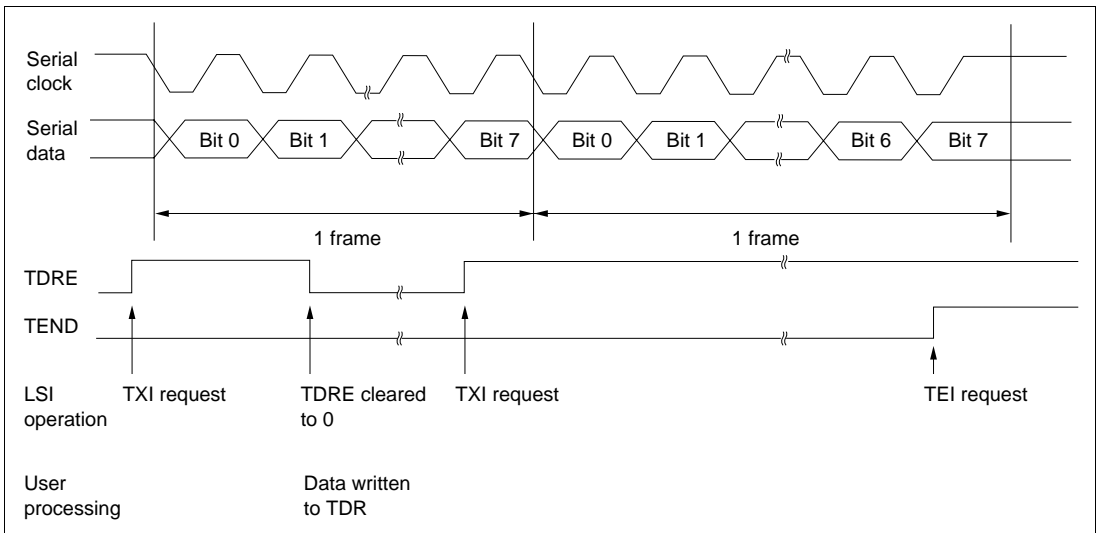 Serial
clock
Serial
data
Bit 0
Bit 1
Bit 7
Bit 0
Bit 1
Bit 6
Bit 7
1 frame
1 frame
TDRE
TEND
LSI
operation
TXI request
TDRE cleared
to 0
TXI request
TEI request
User
processing
Data written
to TDR